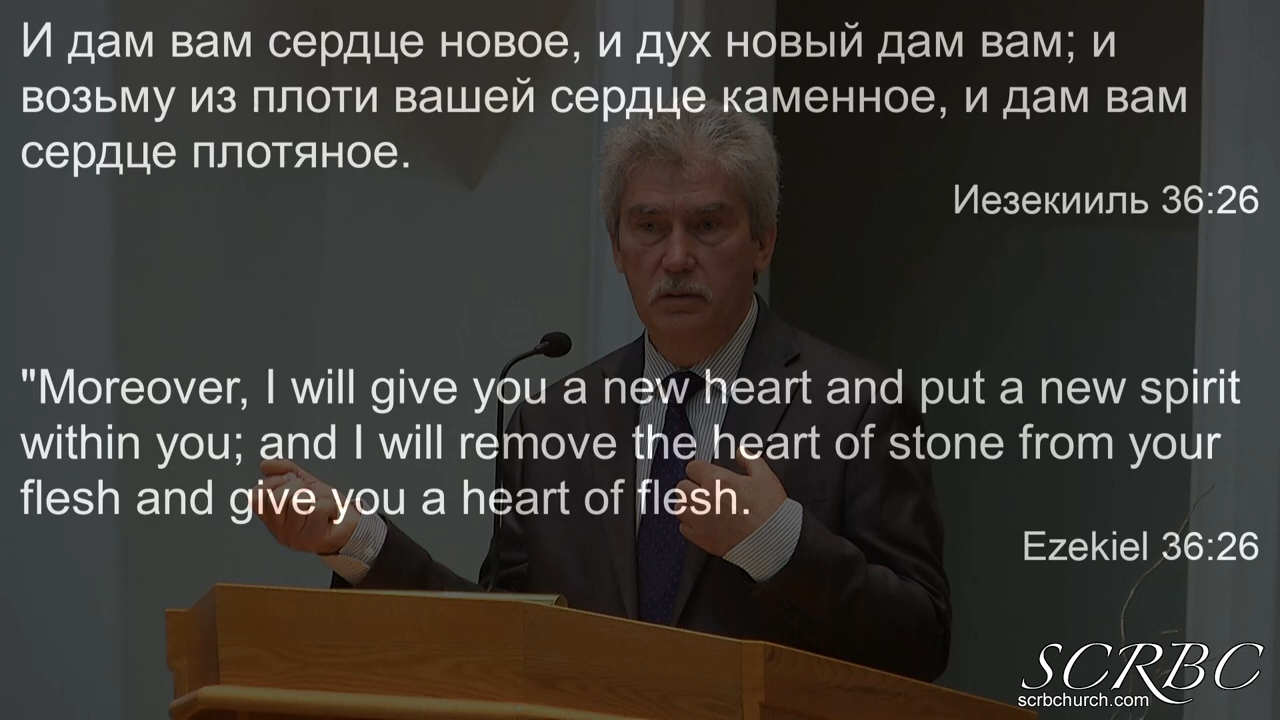 И дам вам сердце новое, и дух новый дам вам; и
возьму из плоти вашей сердце каменное, и дам вам
сердце плотяное.
Иезекииль 36:26
"Moreover, I will give you a new heart and put a new spirit
within you; and I will remove the heart of stone from your
flesh and give you a heart of flesh.
Ezekiel 36:26
SCRBC
scrbchurch.com